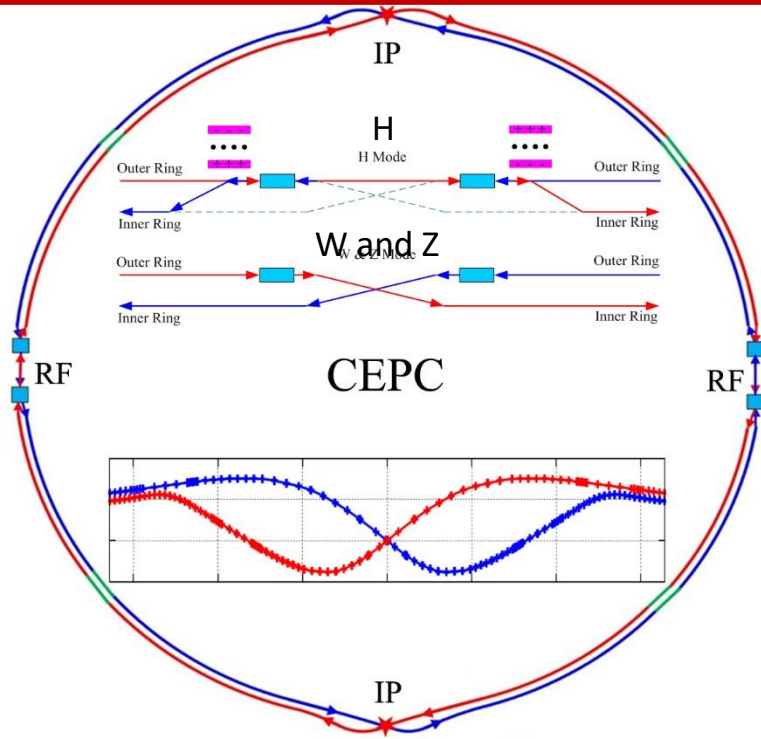 IP
H
- - -
+++
H Mode
+++
- - -
Outer Ring
Outer Ring
Inner Ring
Inner Ring
W and Z
W & Z Mode
Outer Ring
Outer Ring
Inner Ring
Inner Ring
RF
CEPC
RF
IP